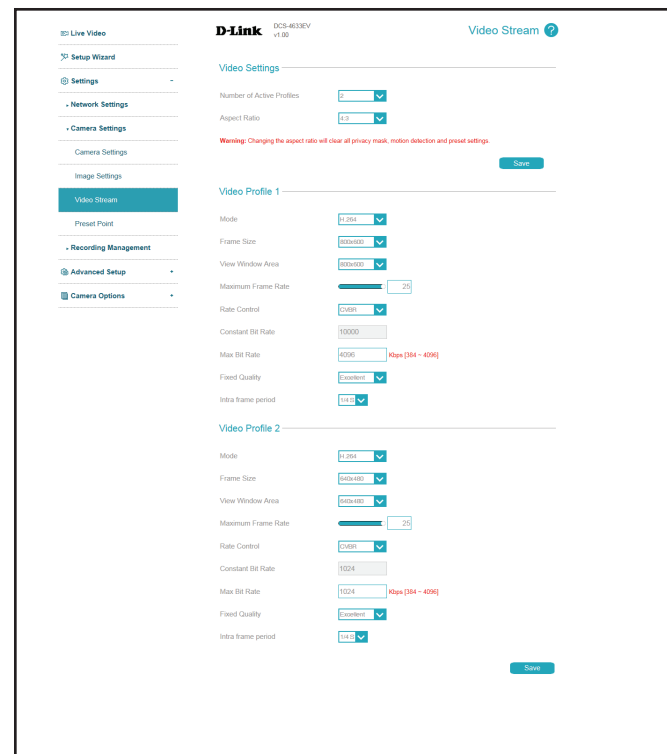 Live Video
Setup Wizard
Settings -
Network Settings
Camera Settings
Camera Settings
Image Settings
Video Stream
Preset Point
Recording Management
Advanced Setup +
Camera Options +
D-Link DCS-4633EV
v1.00
Video Stream ?
Video Settings
Number of Active Profiles 2
Aspect Ratio 4:3
Warning: Changing the aspect ratio will clear all privacy mask, motion detection and preset settings.
Save
Video Profile 1
Mode H.264
Frame Size 800x600
View Window Area 800x600
Maximum Frame Rate 25
Rate Control CVBR
Constant Bit Rate 10000
Max Bit Rate 4096 Kbps [384 ~ 4096]
Fixed Quality Excellent
Intra frame period 1/4 S
Video Profile 2
Mode H.264
Frame Size 640x480
View Window Area 640x480
Maximum Frame Rate 25
Rate Control CVBR
Constant Bit Rate 1024
Max Bit Rate 1024 Kbps [384 ~ 4096]
Fixed Quality Excellent
Intra frame period 1/4 S
Save